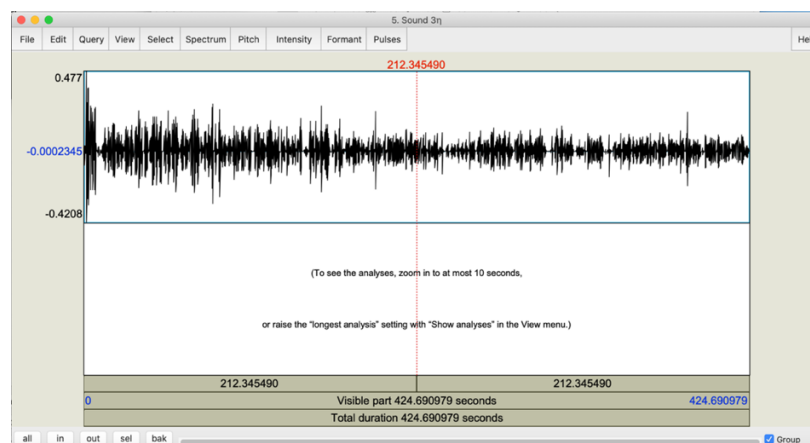 5. Sound 3η
File Edit Query View Select Spectrum Pitch Intensity Formant Pulses
212.345490
0.477
-0.0002345
-0.4208
(To see the analyses, zoom in to at most 10 seconds,
or raise the "longest analysis" setting with "Show analyses" in the View menu.)
212.345490 212.345490
0 Visible part 424.690979 seconds 424.690979
Total duration 424.690979 seconds
all in out sel bak Group